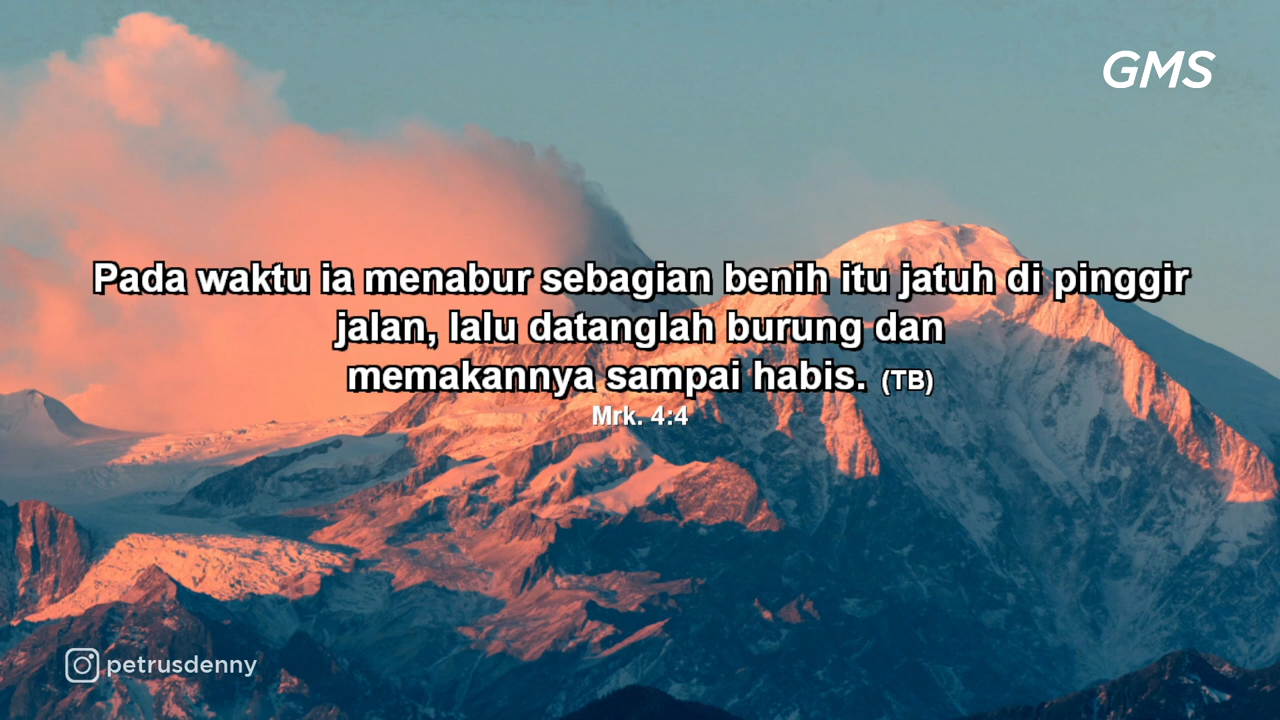 GMS
Pada waktu ia menabur sebagian benih itu jatuh di pinggir
jalan, lalu datanglah burung dan
memakannya sampai habis. (TB)
Mrk. 4:4
petrusdenny